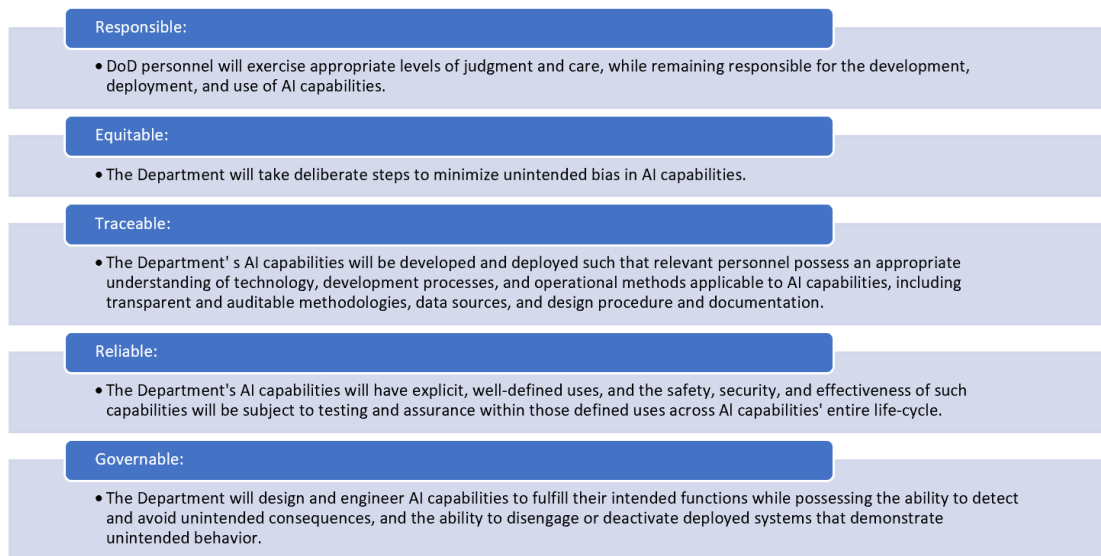 Responsible:
• DoD personnel will exercise appropriate levels of judgment and care, while remaining responsible for the development,
deployment, and use of AI capabilities.
Equitable:
• The Department will take deliberate steps to minimize unintended bias in AI capabilities.
Traceable:
• The Department' s AI capabilities will be developed and deployed such that relevant personnel possess an appropriate
understanding of technology, development processes, and operational methods applicable to AI capabilities, including
transparent and auditable methodologies, data sources, and design procedure and documentation.
Reliable:
• The Department's AI capabilities will have explicit, well-defined uses, and the safety, security, and effectiveness of such
capabilities will be subject to testing and assurance within those defined uses across AI capabilities' entire life-cycle.
Governable:
• The Department will design and engineer AI capabilities to fulfill their intended functions while possessing the ability to detect
and avoid unintended consequences, and the ability to disengage or deactivate deployed systems that demonstrate
unintended behavior.